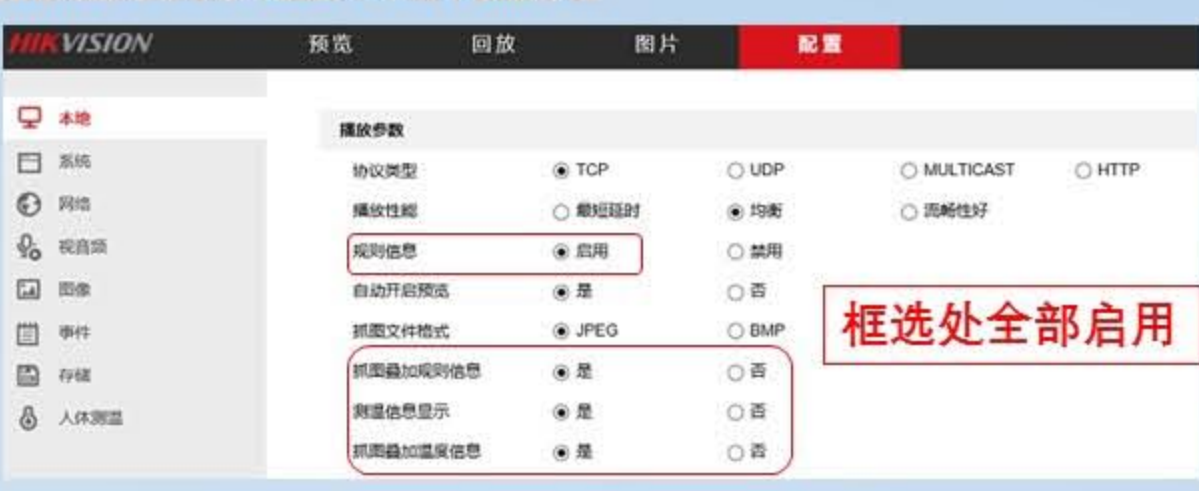 HIKVISION 预览 回放 图片 配置
本地
系统
网络
视音频
图像
事件
存储
人体测温
播放参数
协议类型 TCP UDP MULTICAST HTTP
播放性能 最短延时 均衡 流畅性好
规则信息 启用 禁用
自动开启预览 是 否
抓图文件格式 JPEG BMP
抓图叠加规则信息 是 否
测温信息显示 是 否
抓图叠加温度信息 是 否
框选处全部启用